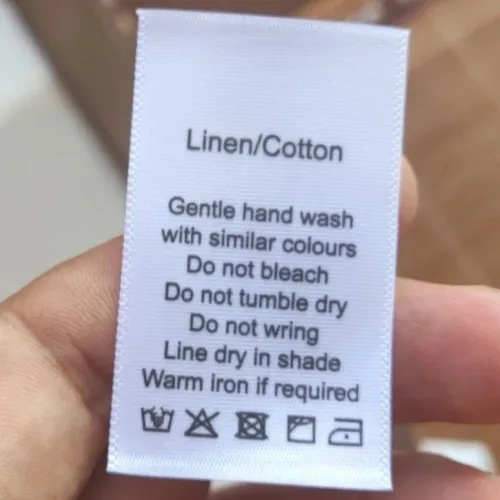 Linen/Cotton
Gentle hand wash
with similar colours
Do not bleach
Do not tumble dry
Do not wring
Line dry in shade
Warm iron if required